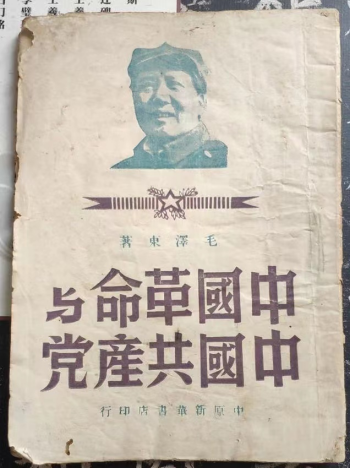 毛澤東著
中國革命与
中國共産党
中原新華書店印行